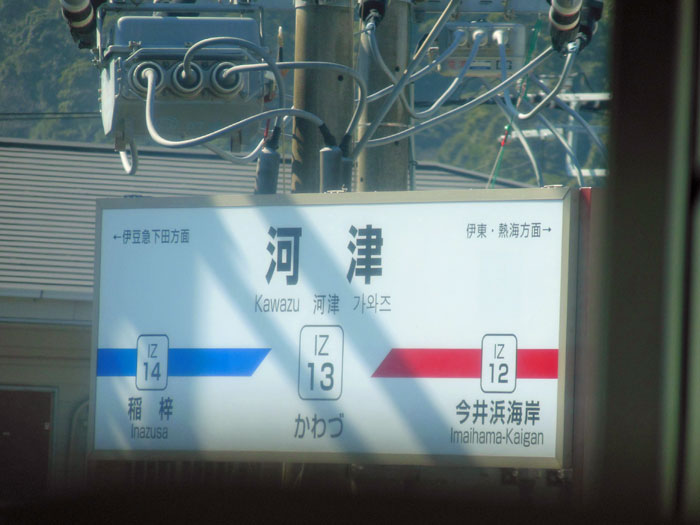 ←伊豆急下田方面
伊東・熱海方面→
河 津
Kawazu 河津 가와즈
IZ
14
IZ
13
IZ
12
稲 梓
Inazusa
かわづ
今井浜海岸
Imaihama-Kaigan